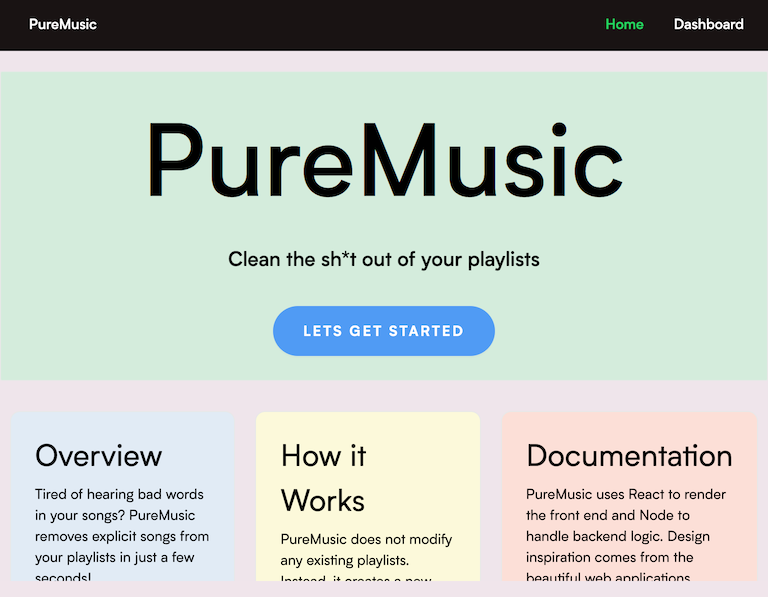 PureMusic
Home
Dashboard
PureMusic
Clean the sh*t out of your playlists
LETS GET STARTED
Overview
Tired of hearing bad words
in your songs? PureMusic
removes explicit songs from
your playlists in just a few
seconds!
How it
Works
PureMusic does not modify
any existing playlists.
Instead, it creates a new
Documentation
PureMusic uses React to render
the front end and Node to
handle backend logic. Design
inspiration comes from the
beautiful web applications